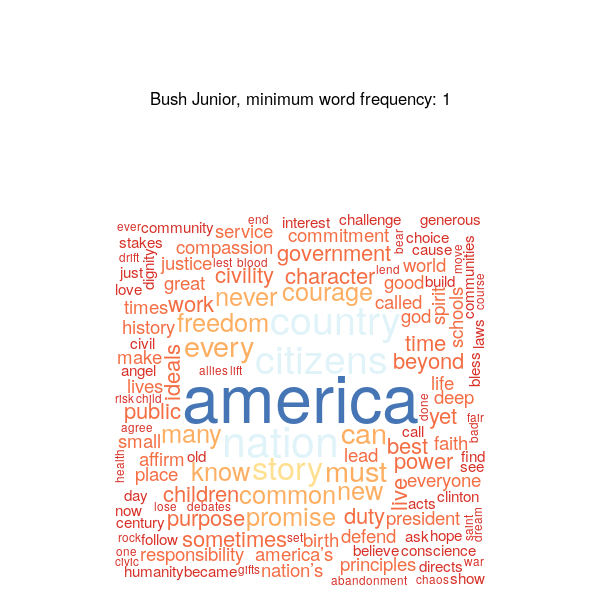 Bush Junior, minimum word frequency: 1
end
ever
community
service
interest
challenge
generous
stakes
compassion
commitment
bear
choice
drift
dignity
justice
lest
blood
government
cause
move
communities
just
great
civility
character
lend
world
love
never
courage
good
build
course
times
work
called
spirit
schools
history
freedom
country
god
laws
civil
every
time
make
ideals
citizens
beyond
bless
angel
allies
lift
lives
america
life
risk
child
deep
public
done
yet
fair
agree
many
nation
can
call
bad
small
best
faith
health
affirm
old
lead
power
find
place
know
story
must
see
day
children
common
new
live
everyone
acts
clinton
now
lose
debates
century
purpose
sometimes
promise
duty
president
saint
dream
rock
follow
set
birth
defend
ask
hope
one
responsibility
america's
believe
conscience
civic
humanity
became
gifts
nation's
principles
directs
war
abandonment
chaos
show